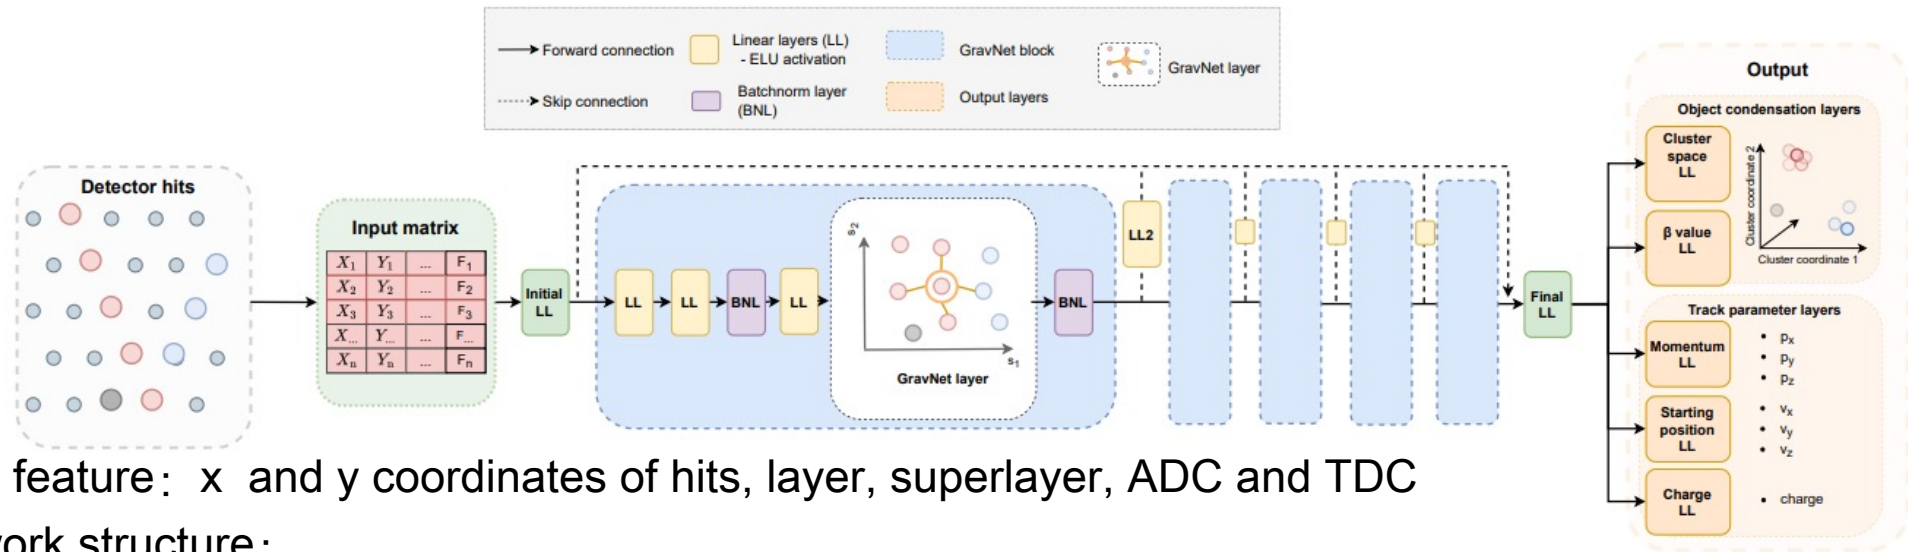 Forward connection
Linear layers (LL)
- ELU activation
GravNet block
GravNet layer
Skip connection
Batchnorm layer
(BNL)
Output layers
Detector hits
Input matrix
X1 Y1 ... F1
X2 Y2 ... F2
X3 Y3 ... F3
X... Y... ... F...
Xn Yn ... Fn
Initial
LL
LL
LL
BNL
LL
s2
s1
GravNet layer
BNL
LL2
Final
LL
Output
Object condensation layers
Cluster
space
LL
β value
LL
Cluster coordinate 2
Cluster coordinate 1
Track parameter layers
Momentum
LL
• px
• py
• pz
Starting
position
LL
• vx
• vy
• vz
Charge
LL
• charge
feature: x and y coordinates of hits, layer, superlayer, ADC and TDC
work structure: